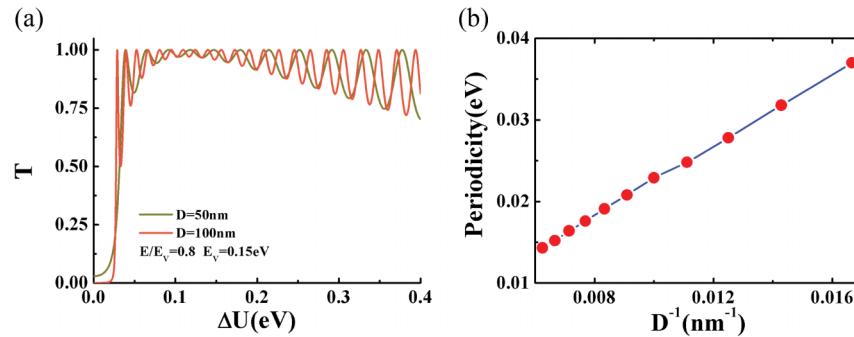 (a)
1.00
0.75
0.50
0.25
0.00
T
D=50nm
D=100nm
E/E_V=0.8 E_V=0.15eV
0.0 0.1 0.2 0.3 0.4
ΔU(eV)
(b)
0.04
0.03
0.02
0.01
Periodicity(eV)
0.008 0.012 0.016
D⁻¹(nm⁻¹)